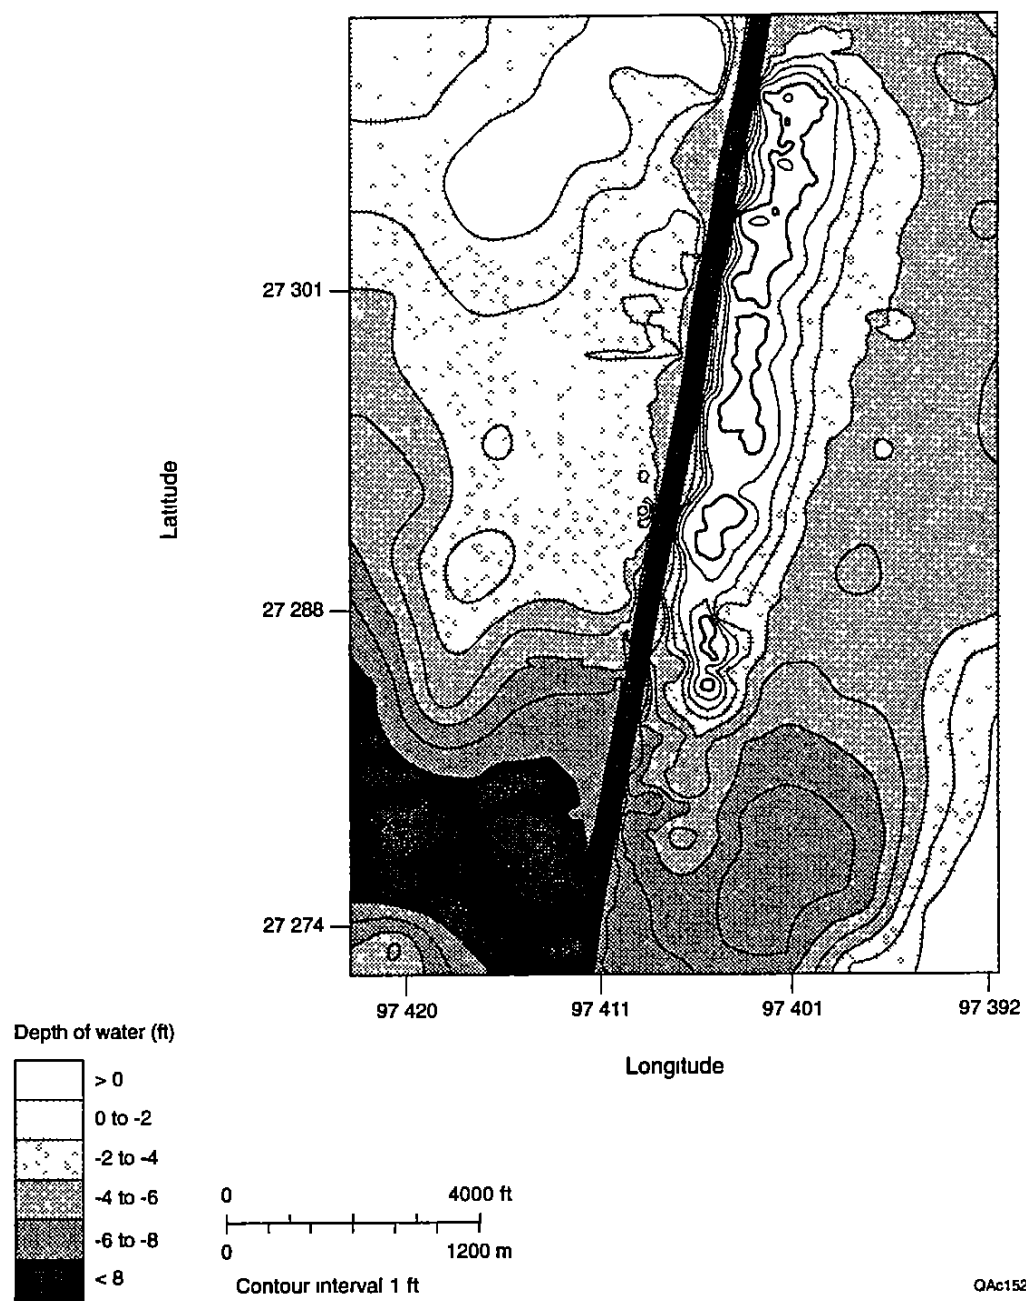 Latitude
27 301
27 288
27 274
97 420
97 411
97 401
97 392
Longitude
Depth of water (ft)
> 0
0 to -2
-2 to -4
-4 to -6
-6 to -8
< 8
0
4000 ft
0
1200 m
Contour interval 1 ft
QAc152